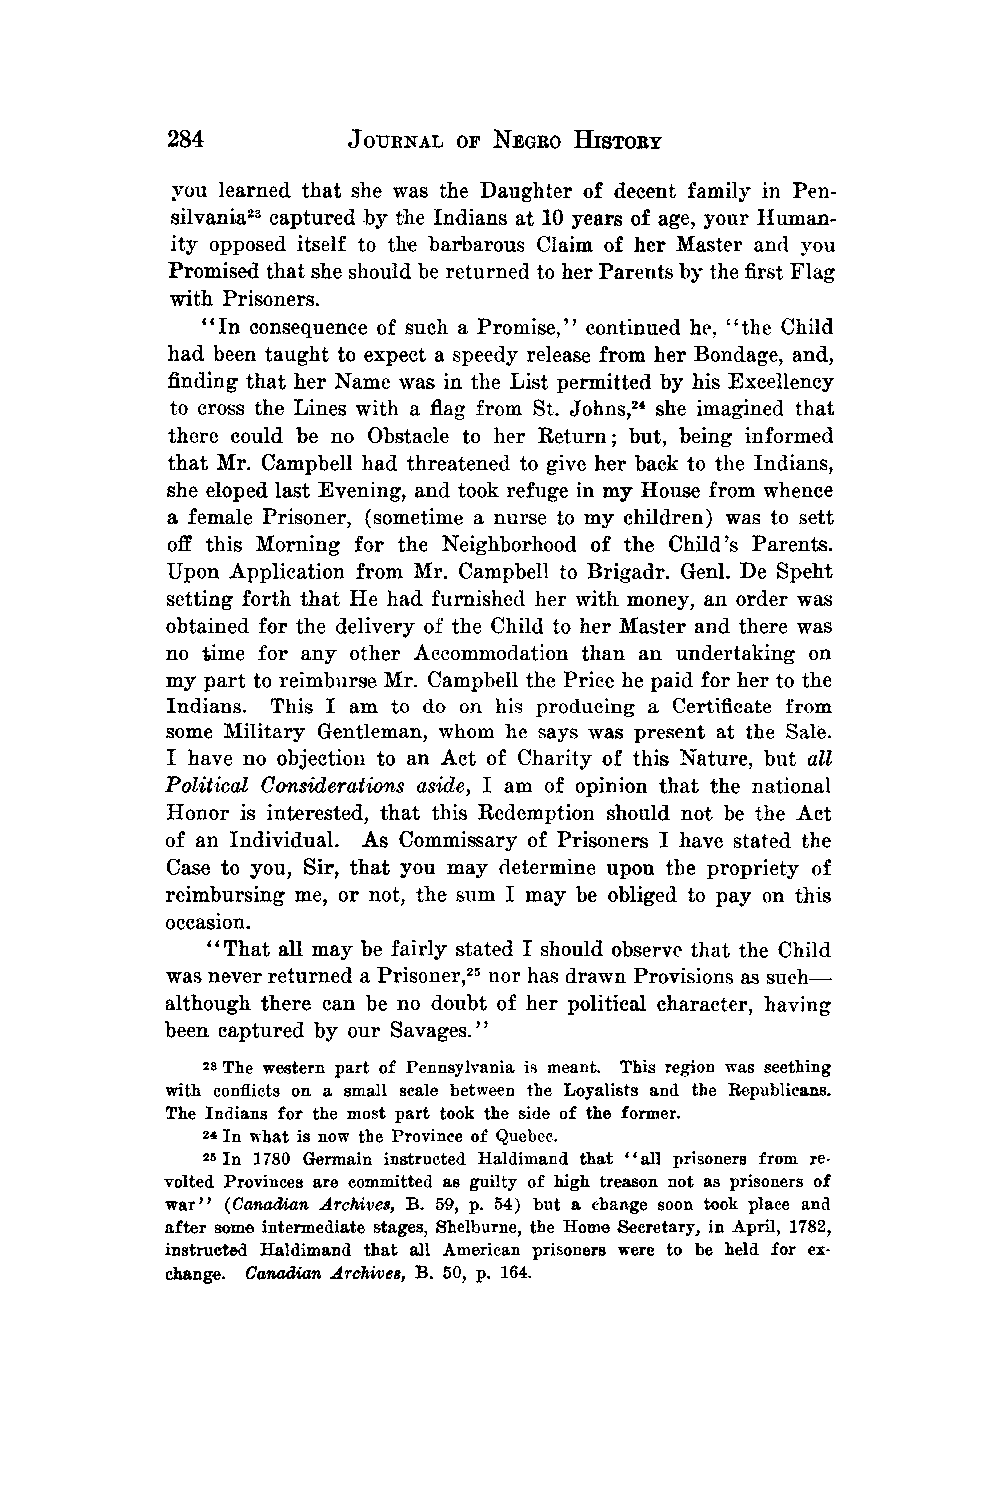 284 JOURNAL OF NEGRO HISTORY
you learned that she was the Daughter of decent family in Pen-
silvania²³ captured by the Indians at 10 years of age, your Human-
ity opposed itself to the barbarous Claim of her Master and you
Promised that she should be returned to her Parents by the first Flag
with Prisoners.
‘‘In consequence of such a Promise,’’ continued he, ‘‘the Child
had been taught to expect a speedy release from her Bondage, and,
finding that her Name was in the List permitted by his Excellency
to cross the Lines with a flag from St. Johns,²⁴ she imagined that
there could be no Obstacle to her Return; but, being informed
that Mr. Campbell had threatened to give her back to the Indians,
she eloped last Evening, and took refuge in my House from whence
a female Prisoner, (sometime a nurse to my children) was to sett
off this Morning for the Neighborhood of the Child's Parents.
Upon Application from Mr. Campbell to Brigadr. Genl. De Speht
setting forth that He had furnished her with money, an order was
obtained for the delivery of the Child to her Master and there was
no time for any other Accommodation than an undertaking on
my part to reimburse Mr. Campbell the Price he paid for her to the
Indians. This I am to do on his producing a Certificate from
some Military Gentleman, whom he says was present at the Sale.
I have no objection to an Act of Charity of this Nature, but all
Political Considerations aside, I am of opinion that the national
Honor is interested, that this Redemption should not be the Act
of an Individual. As Commissary of Prisoners I have stated the
Case to you, Sir, that you may determine upon the propriety of
reimbursing me, or not, the sum I may be obliged to pay on this
occasion.
‘‘That all may be fairly stated I should observe that the Child
was never returned a Prisoner,²⁵ nor has drawn Provisions as such—
although there can be no doubt of her political character, having
been captured by our Savages.’’
²³ The western part of Pennsylvania is meant. This region was seething
with conflicts on a small scale between the Loyalists and the Republicans.
The Indians for the most part took the side of the former.
²⁴ In what is now the Province of Quebec.
²⁵ In 1780 Germain instructed Haldimand that ‘‘all prisoners from re-
volted Provinces are committed as guilty of high treason not as prisoners of
war’’ (Canadian Archives, B. 59, p. 54) but a change soon took place and
after some intermediate stages, Shelburne, the Home Secretary, in April, 1782,
instructed Haldimand that all American prisoners were to be held for ex-
change. Canadian Archives, B. 50, p. 164.